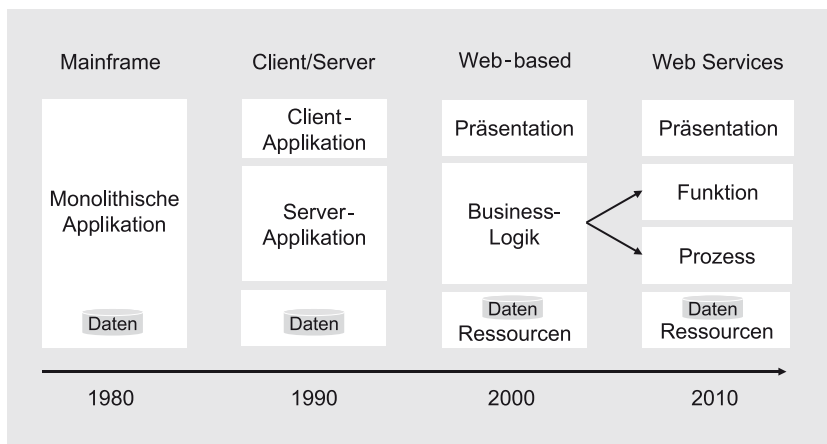 Mainframe
Client/Server
Web-based
Web Services
Monolithische
Applikation
Daten
Client-
Applikation
Server-
Applikation
Daten
Präsentation
Business-
Logik
Daten
Ressourcen
Präsentation
Funktion
Prozess
Daten
Ressourcen
1980
1990
2000
2010